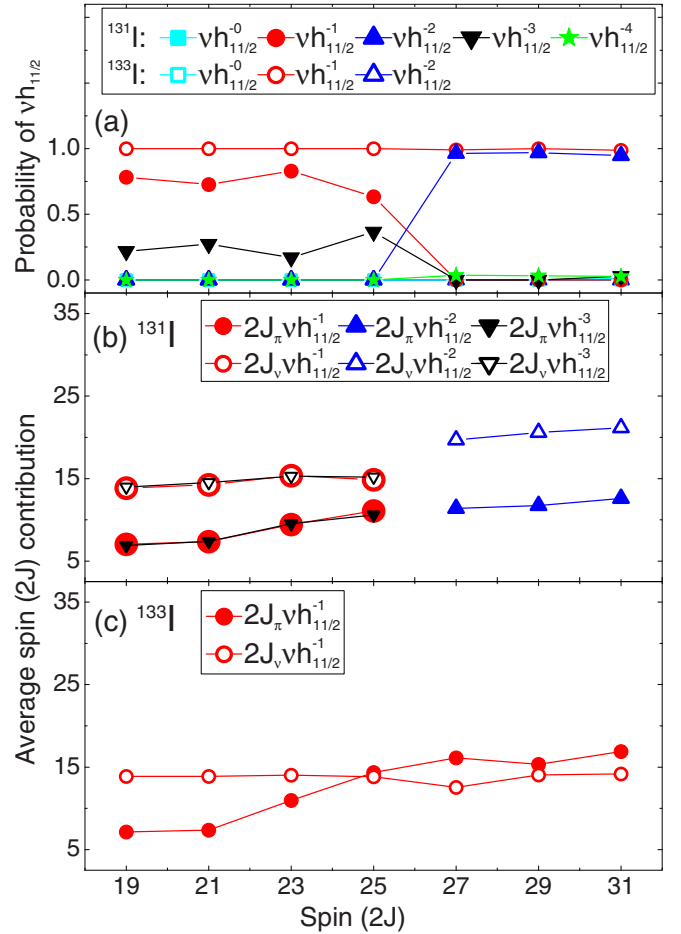 ¹³¹I: νh₁₁/₂⁻⁰ νh₁₁/₂⁻¹ νh₁₁/₂⁻² νh₁₁/₂⁻³ νh₁₁/₂⁻⁴
¹³³I: νh₁₁/₂⁻⁰ νh₁₁/₂⁻¹ νh₁₁/₂⁻²
(a)
Probability of νh₁₁/₂
1.0
0.5
0.0
(b) ¹³¹I
2Jπνh₁₁/₂⁻¹ 2Jπνh₁₁/₂⁻² 2Jπνh₁₁/₂⁻³
2Jᵥνh₁₁/₂⁻¹ 2Jᵥνh₁₁/₂⁻² 2Jᵥνh₁₁/₂⁻³
35
25
15
5
Average spin (2J) contribution
(c) ¹³³I
2Jπνh₁₁/₂⁻¹
2Jᵥνh₁₁/₂⁻¹
35
25
15
5
19 21 23 25 27 29 31
Spin (2J)